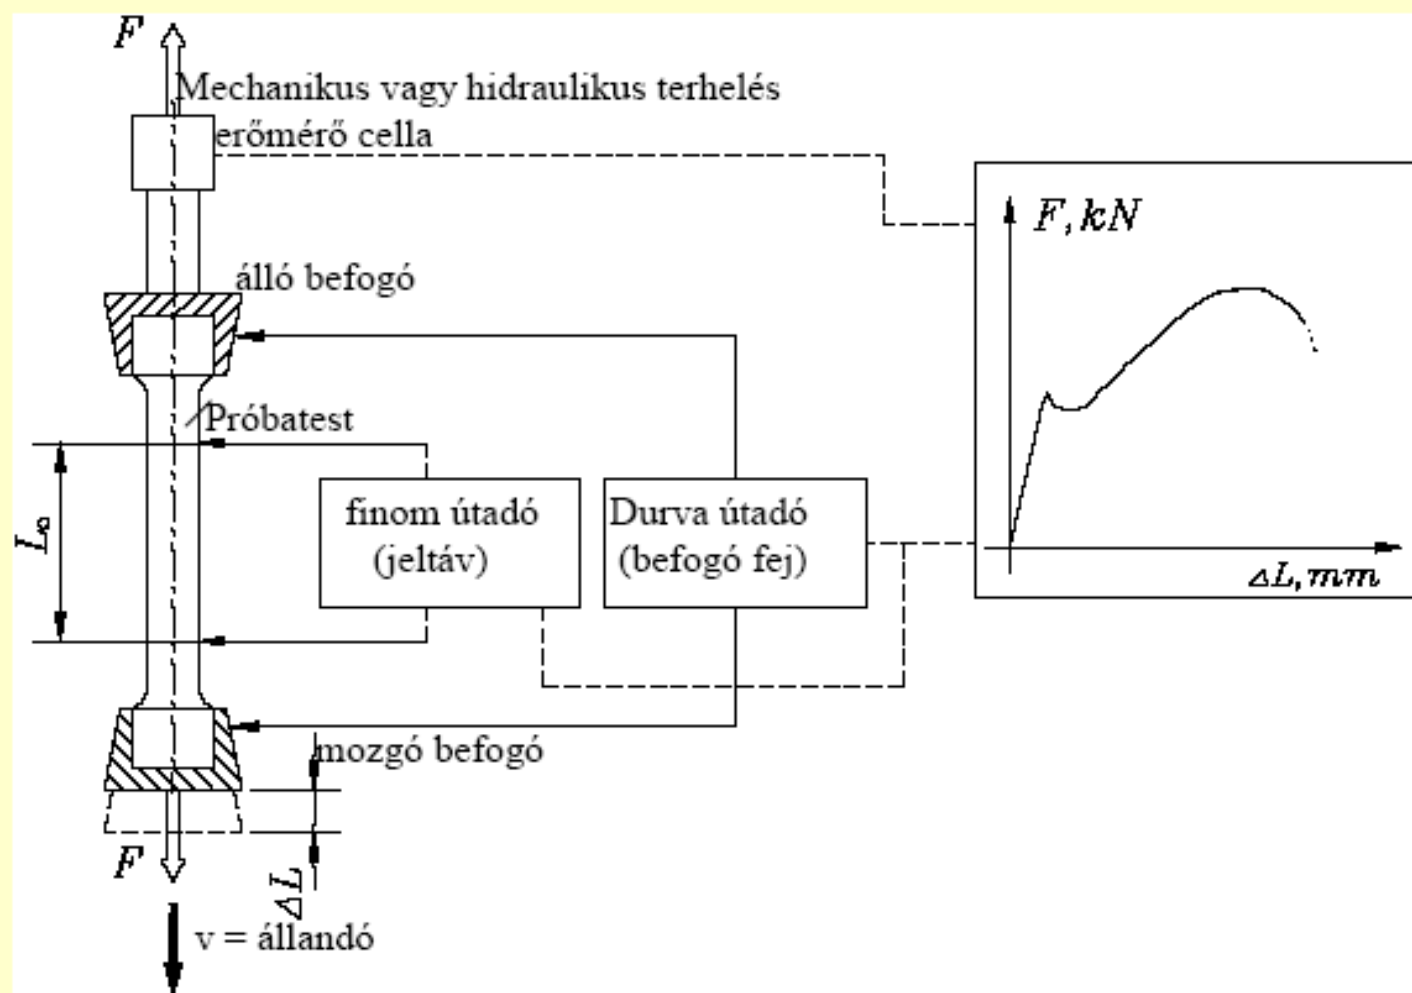 F
Mechanikus vagy hidraulikus terhelés
erőmérő cella
F, kN
álló befogó
Próbatest
finom útadó
(jeltáv)
Durva útadó
(befogó fej)
L₀
ΔL, mm
mozgó befogó
F
ΔL
v = állandó